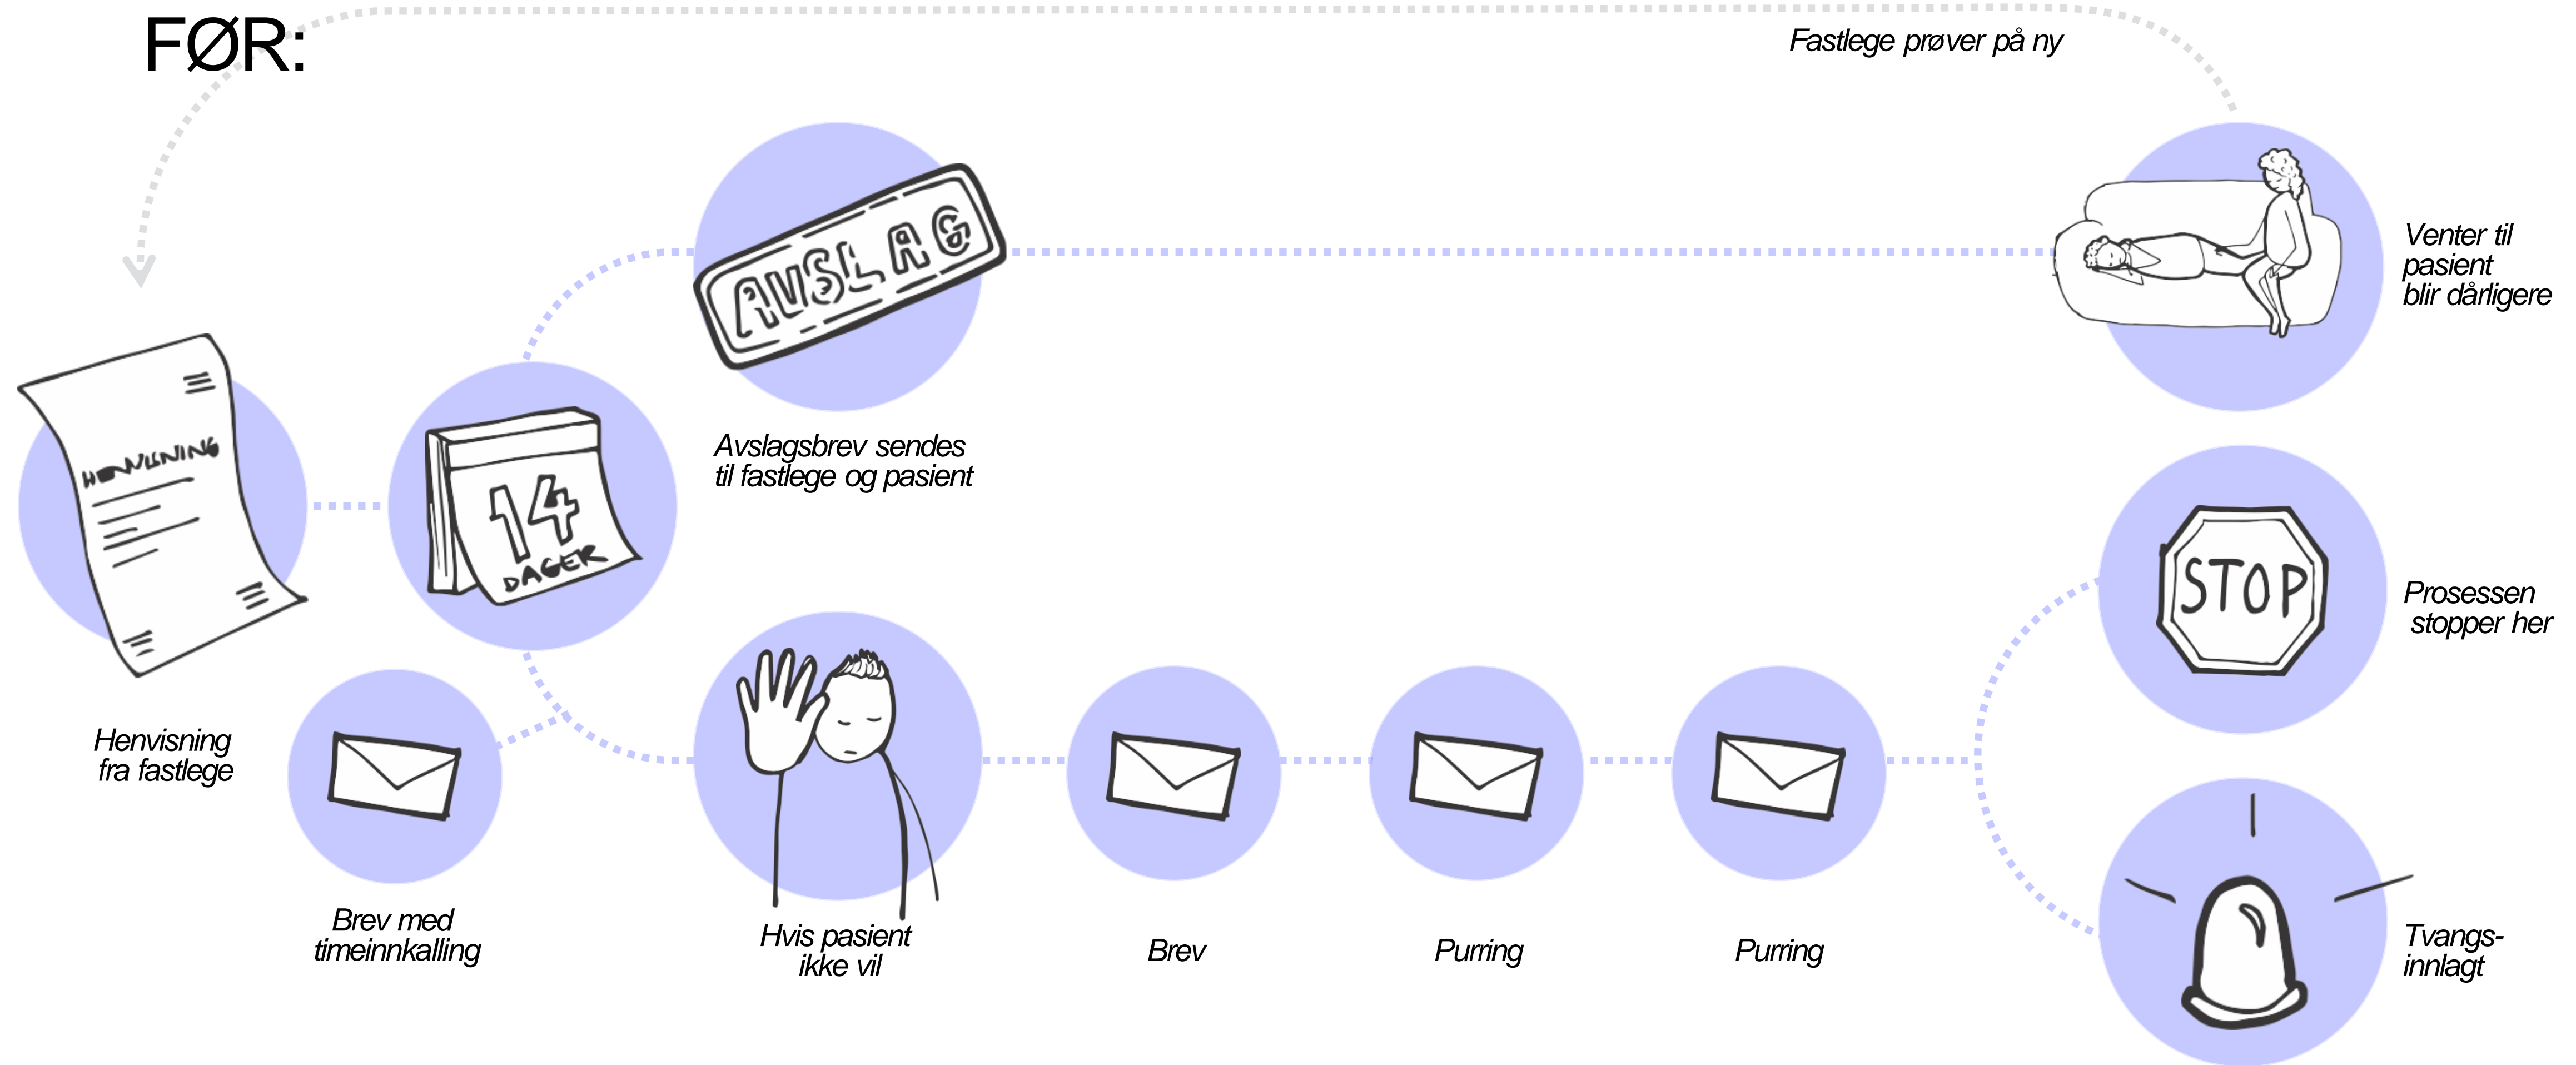 FØR:
Fastlege prøver på ny
AVSLAG
Venter til
pasient
blir dårligere
HENVISNING
14
DAGER
Avslagsbrev sendes
til fastlege og pasient
STOP
Prosessen
stopper her
Henvisning
fra fastlege
Brev med
timeinnkalling
Hvis pasient
ikke vil
Brev
Purring
Purring
Tvangs-
innlagt